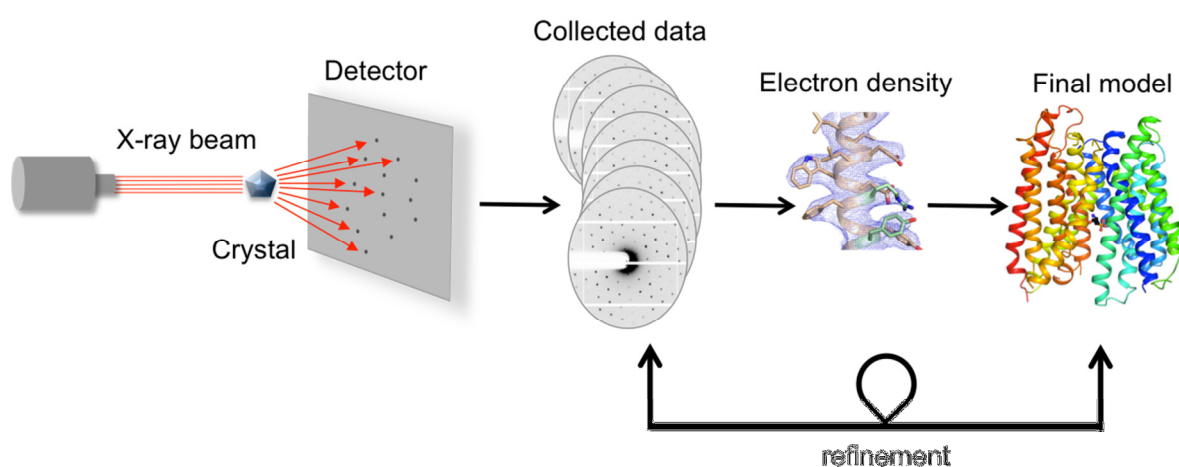 Collected data
Detector
Electron density
Final model
X-ray beam
Crystal
refinement